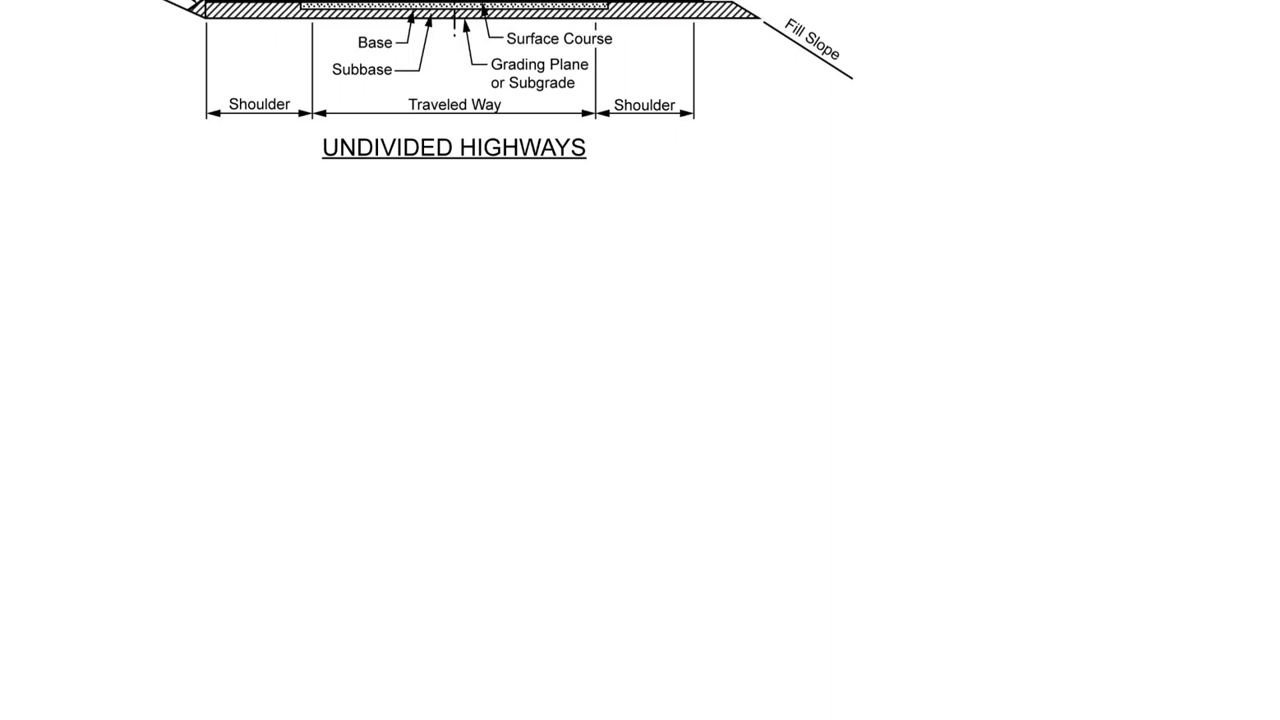 Fill Slope
Base
Surface Course
Subbase
Grading Plane
or Subgrade
Shoulder
Traveled Way
Shoulder
UNDIVIDED HIGHWAYS